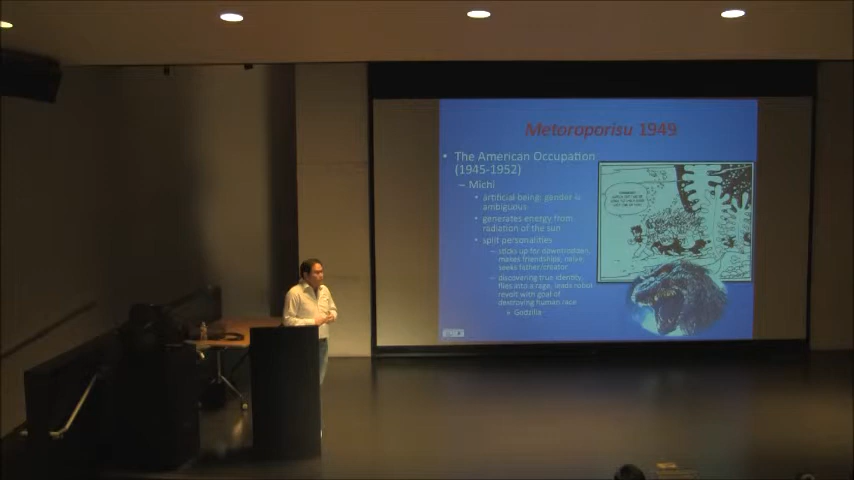 Metoroporisu 1949
• The American Occupation
(1945-1952)
– Michi
• artificial being: gender is
ambiguous
• generates energy from
radiation of the sun
• split personalities
– sticks up for downtrodden,
makes friendships, naive,
seeks father/creator
– discovering true identity,
flies into a rage, leads robot
revolt with goal of
destroying human race
• Godzilla